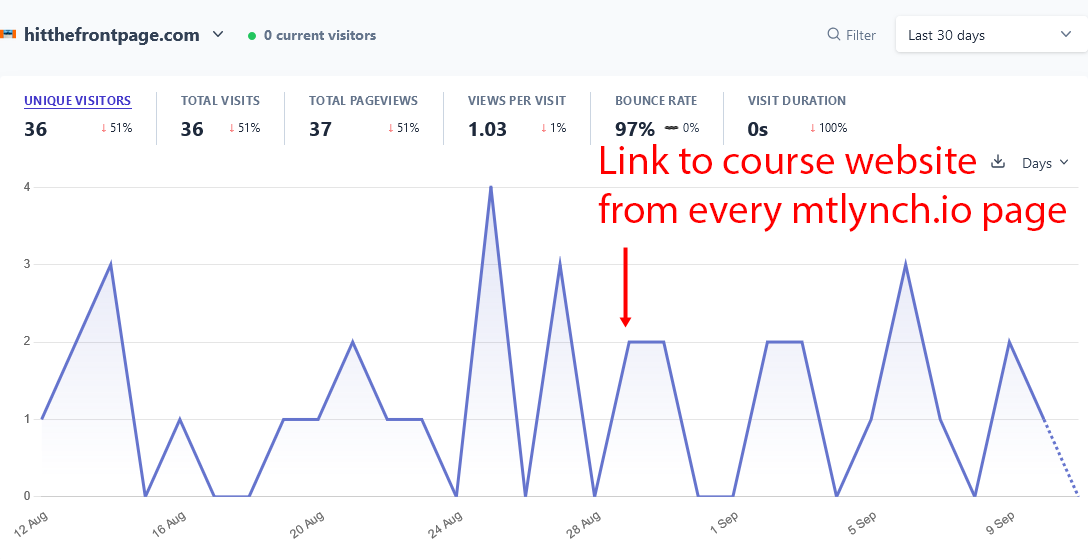 hitthefrontpage.com
0 current visitors
Filter
Last 30 days
UNIQUE VISITORS
36
↓ 51%
TOTAL VISITS
36
↓ 51%
TOTAL PAGEVIEWS
37
↓ 51%
VIEWS PER VISIT
1.03
↓ 1%
BOUNCE RATE
97%
0%
VISIT DURATION
0s
↓ 100%
Link to course website
from every mtlynch.io page
Days
4
3
2
1
0
12 Aug
16 Aug
20 Aug
24 Aug
28 Aug
1 Sep
5 Sep
9 Sep